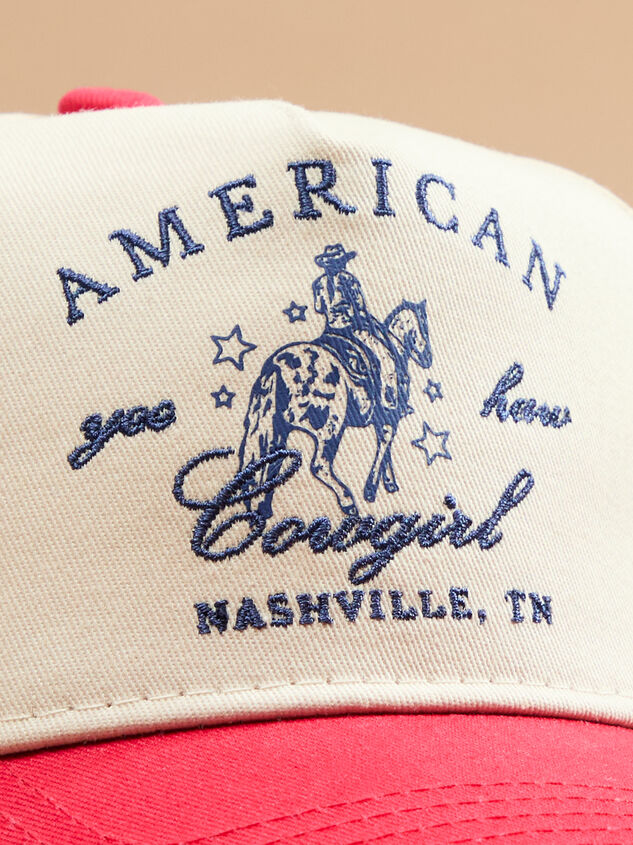 AMERICAN
yee haw
Cowgirl
NASHVILLE, TN